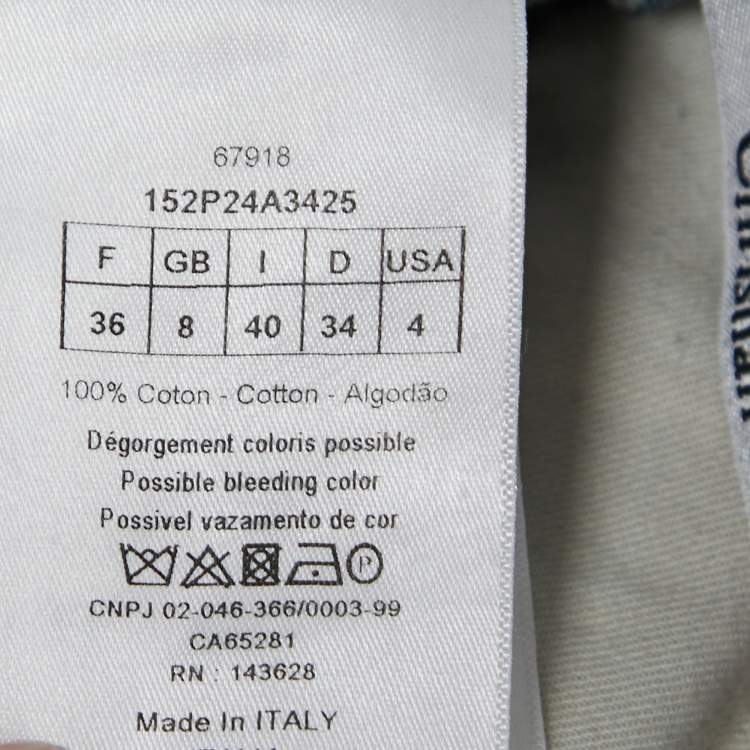 67918
152P24A3425
F GB I D USA
36 8 40 34 4
100% Coton - Cotton - Algodão
Dégorgement coloris possible
Possible bleeding color
Possivel vazamento de cor
P
CNPJ 02-046-366/0003-99
CA65281
RN : 143628
Made In ITALY
Christian